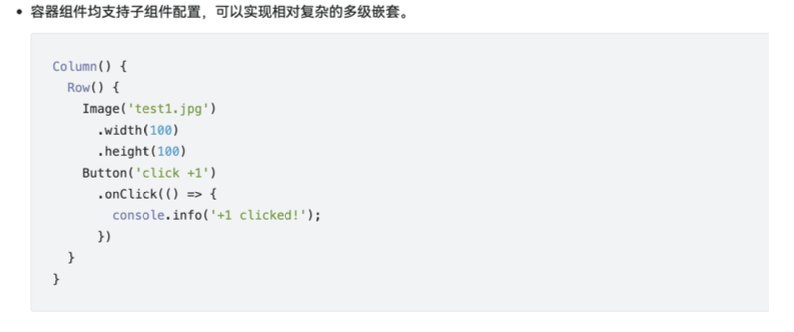 • 容器组件均支持子组件配置，可以实现相对复杂的多级嵌套。
Column() {
  Row() {
    Image('test1.jpg')
      .width(100)
      .height(100)
    Button('click +1')
      .onClick(() => {
        console.info('+1 clicked!');
      })
  }
}